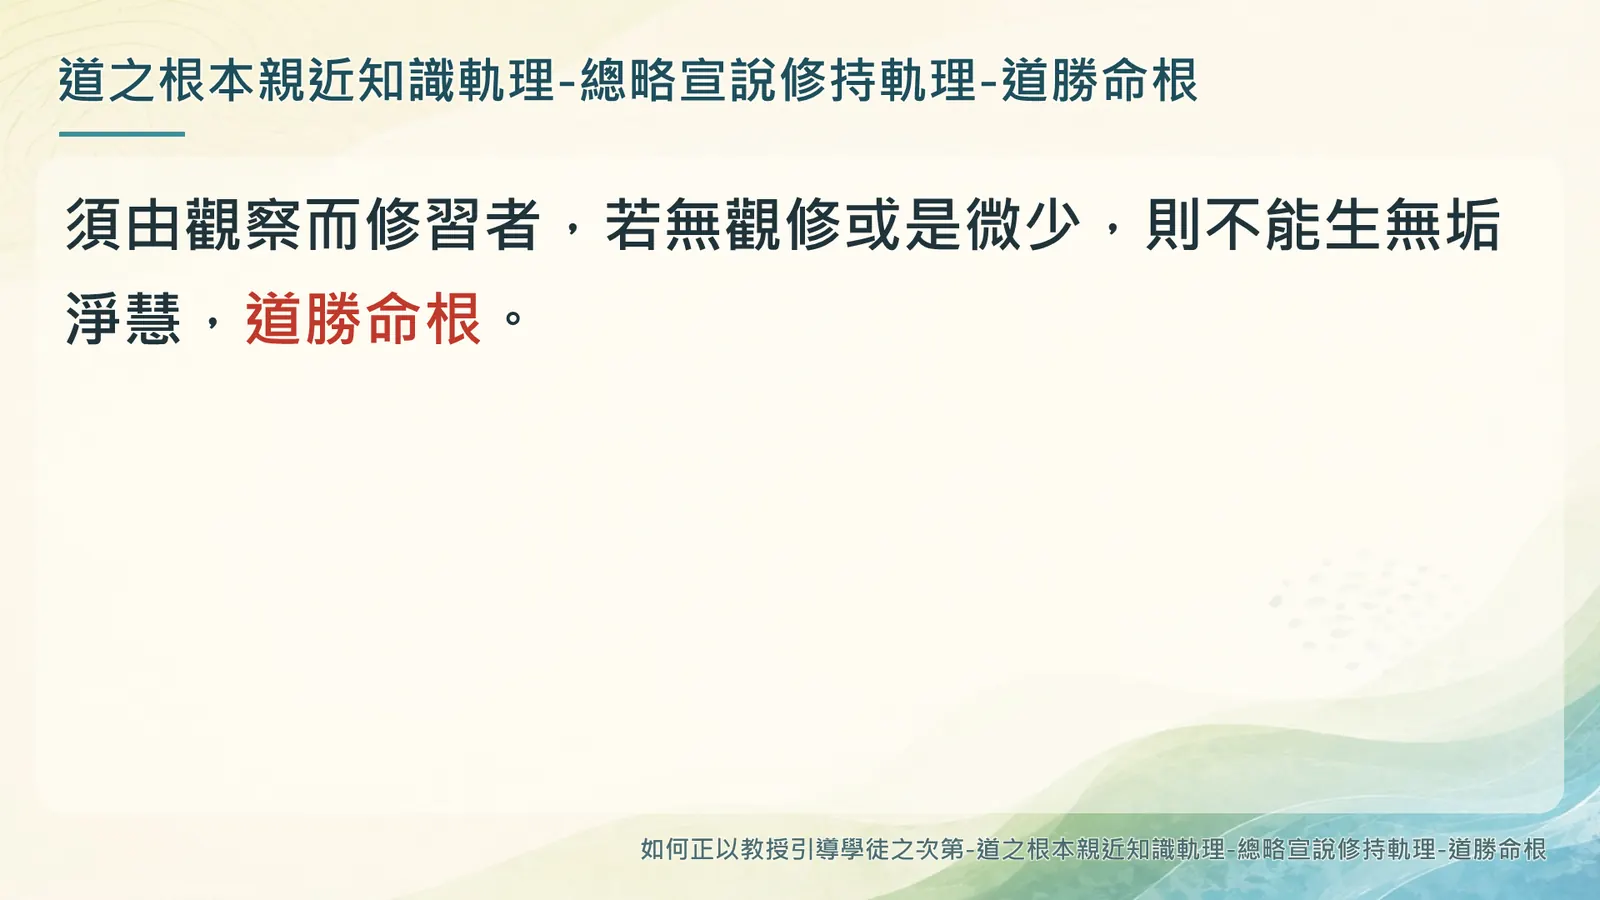 道之根本親近知識軌理-總略宣說修持軌理-道勝命根
須由觀察而修習者，若無觀修或是微少，則不能生無垢
淨慧，道勝命根。
如何正以教授引導學徒之次第-道之根本親近知識軌理-總略宣說修持軌理-道勝命根